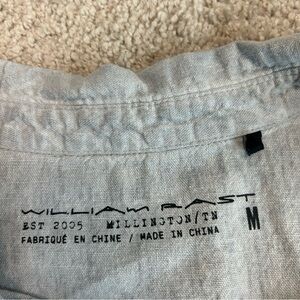 WILLIAM RAST
EST 2005 MILLINGTON/TN
FABRIQUÉ EN CHINE / MADE IN CHINA M